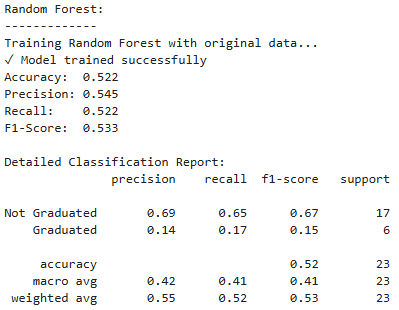 Random Forest:
-------------
Training Random Forest with original data...
✓ Model trained successfully
Accuracy:  0.522
Precision: 0.545
Recall:    0.522
F1-Score:  0.533

Detailed Classification Report:
               precision    recall  f1-score   support

Not Graduated       0.69      0.65      0.67        17
    Graduated       0.14      0.17      0.15         6

     accuracy                           0.52        23
    macro avg       0.42      0.41      0.41        23
 weighted avg       0.55      0.52      0.53        23